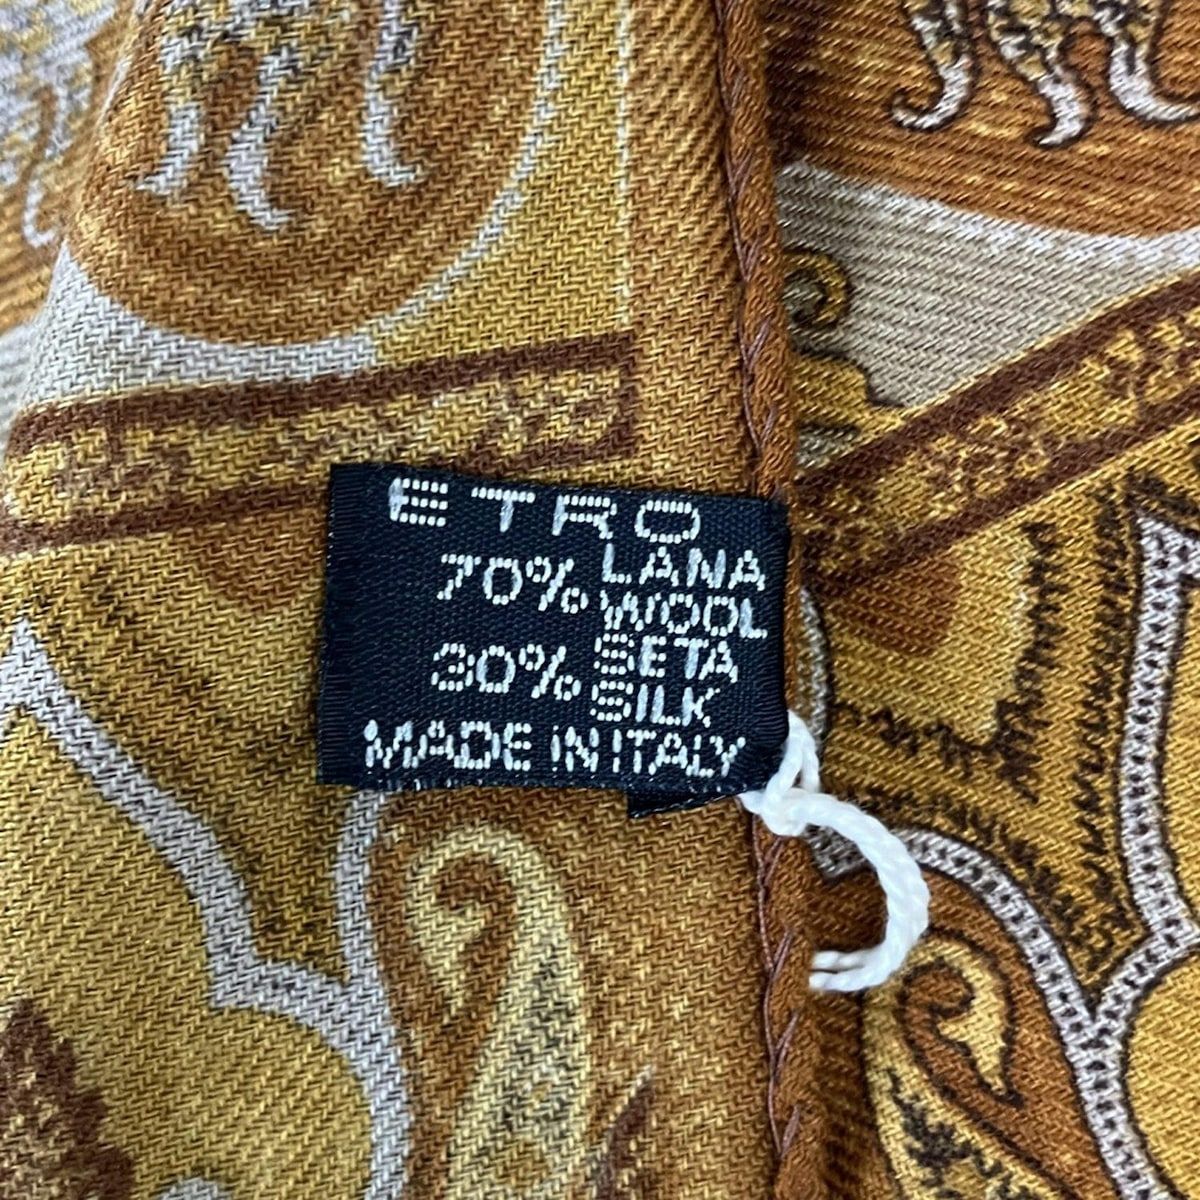 ETRO
70% LANA
WOOL
30% SETA
SILK
MADE IN ITALY